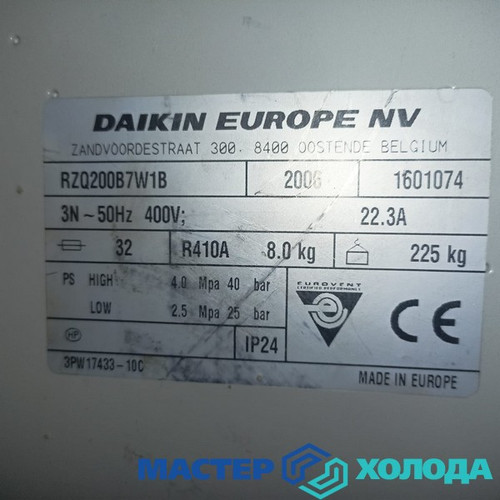 DAIKIN EUROPE NV
ZANDVOORDESTRAAT 300. 8400 OOSTENDE BELGIUM
RZQ200B7W1B 2006 1601074
3N ~ 50Hz 400V; 22.3A
32 R410A 8.0 kg 225 kg
PS HIGH 4.0 Mpa 40 bar
LOW 2.5 Mpa 25 bar
EUROVENT
CERTIFIED PERFORMANCE
CE
IP24
3PW17433-10C
MADE IN EUROPE
МАСТЕР ХОЛОДА